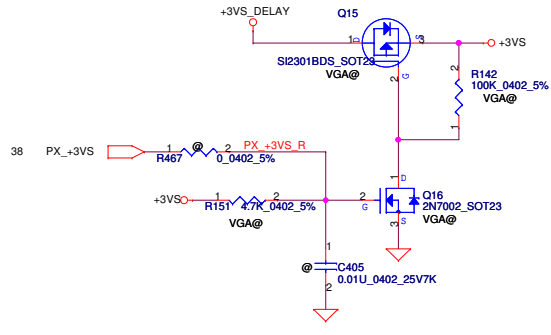 +3VS_DELAY
Q15
1
D
S
3
+3VS
SI2301BDS_SOT23
VGA@
G
2
2
R142
100K_0402_5%
VGA@
1
38
PX_+3VS
1
@
2
PX_+3VS_R
R467
0_0402_5%
1
D
+3VS
1
2
R151
4.7K_0402_5%
VGA@
2
G
Q16
2N7002_SOT23
VGA@
S
3
1
@
C405
0.01U_0402_25V7K
2